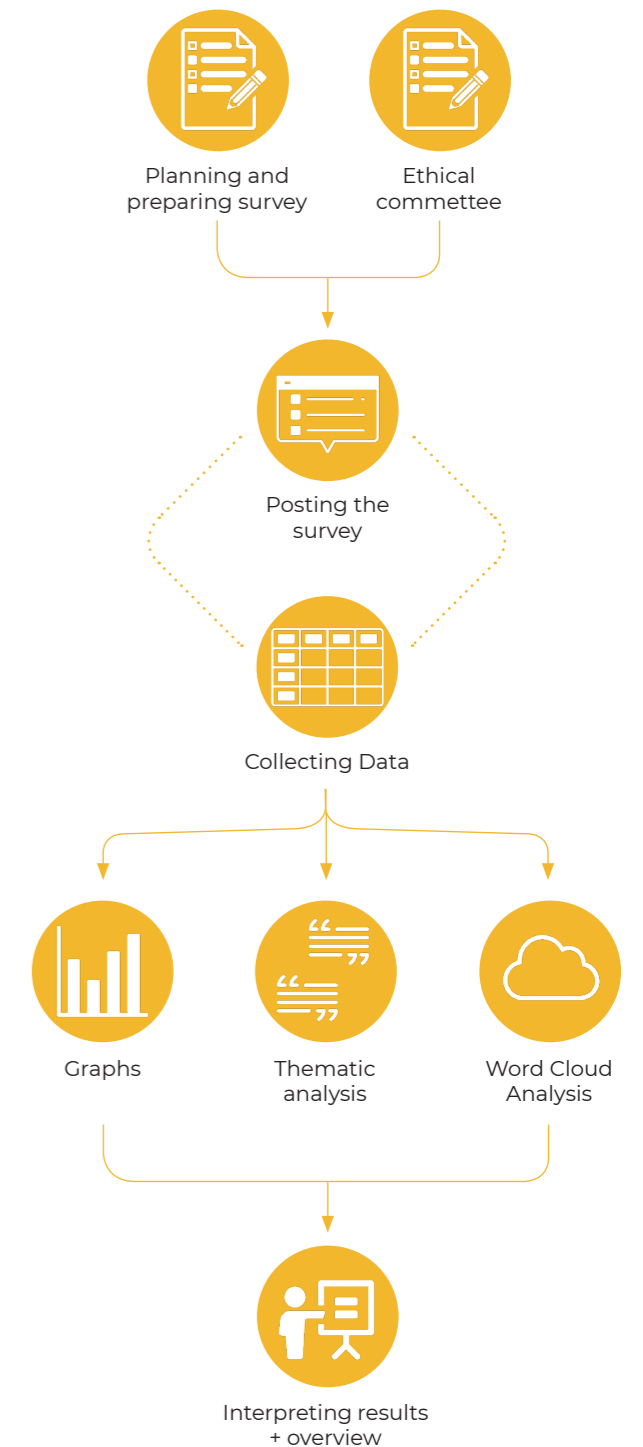 Planning and
preparing survey
Ethical
commettee
Posting the
survey
Collecting Data
Graphs
Thematic
analysis
Word Cloud
Analysis
Interpreting results
+ overview